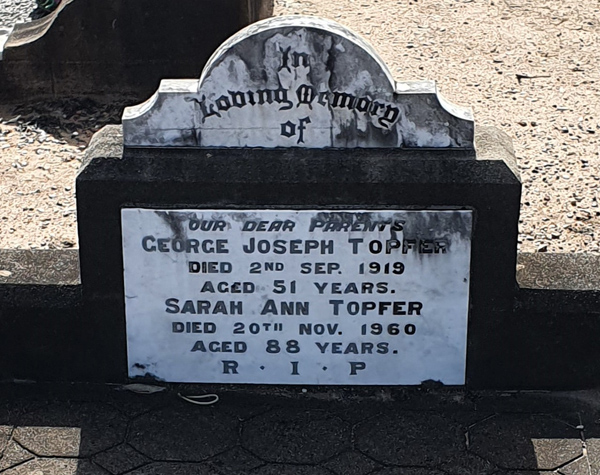 In
Loving Memory
of
OUR DEAR PARENTS
GEORGE JOSEPH TOPFER
DIED 2ND SEP. 1919
AGED 51 YEARS.
SARAH ANN TOPFER
DIED 20TH NOV. 1960
AGED 88 YEARS.
R · I · P